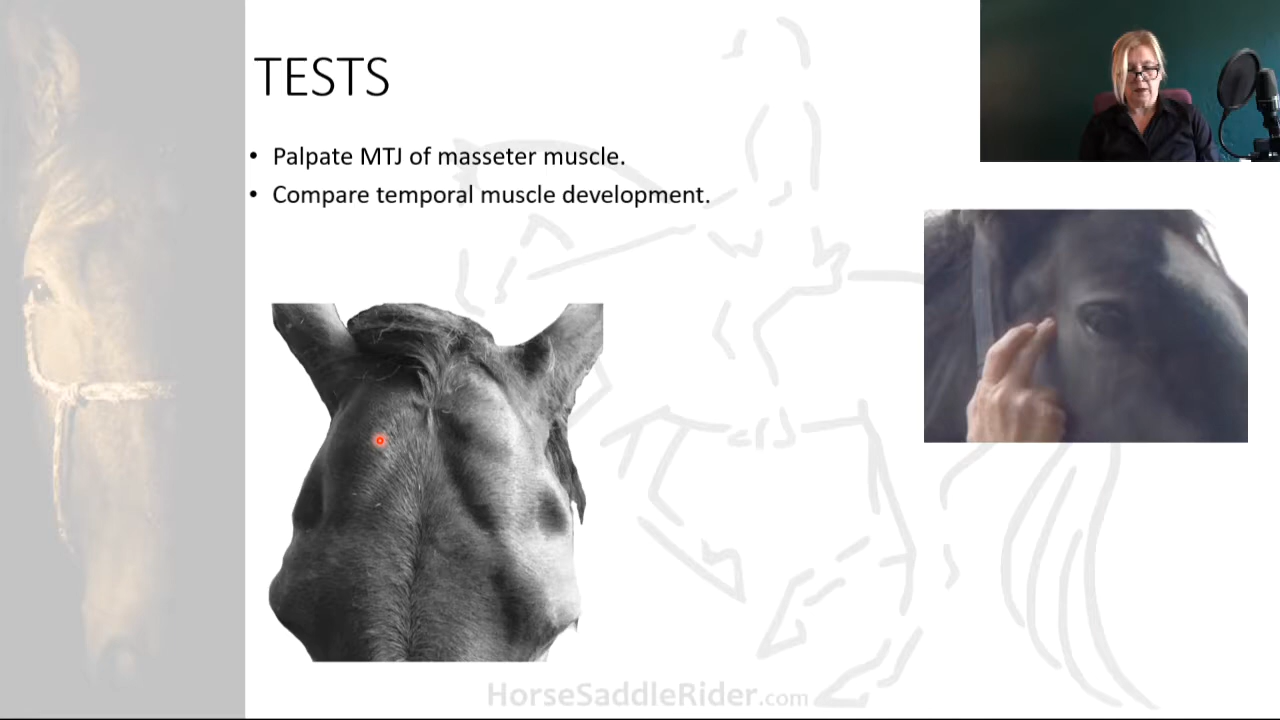 TESTS
• Palpate MTJ of masseter muscle.
• Compare temporal muscle development.
HorseSaddleRider.com